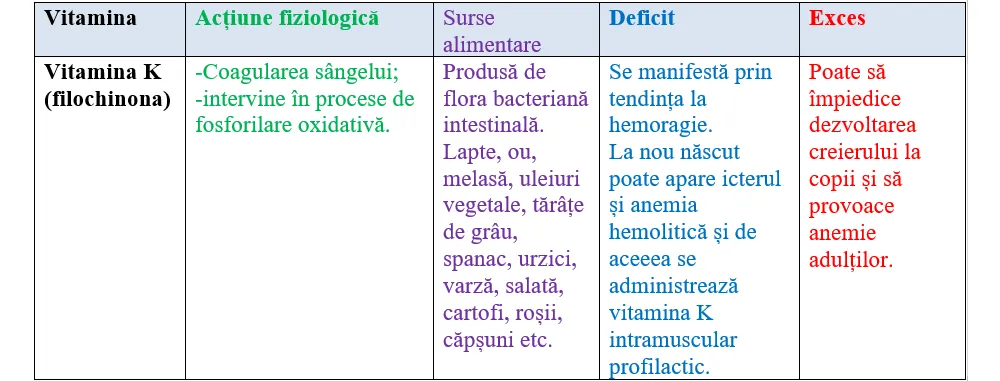 Vitamina
Acțiune fiziologică
Surse
alimentare
Deficit
Exces
Vitamina K
(filochinona)
-Coagularea sângelui;
-intervine în procese de
fosforilare oxidativă.
Produsă de
flora bacteriană
intestinală.
Lapte, ou,
melasă, uleiuri
vegetale, tărâțe
de grâu,
spanac, urzici,
varză, salată,
cartofi, roșii,
căpșuni etc.
Se manifestă prin
tendința la
hemoragie.
La nou născut
poate apare icterul
și anemia
hemolitică și de
aceeea se
administrează
vitamina K
intramuscular
profilactic.
Poate să
împiedice
dezvoltarea
creierului la
copii și să
provoace
anemie
adulților.